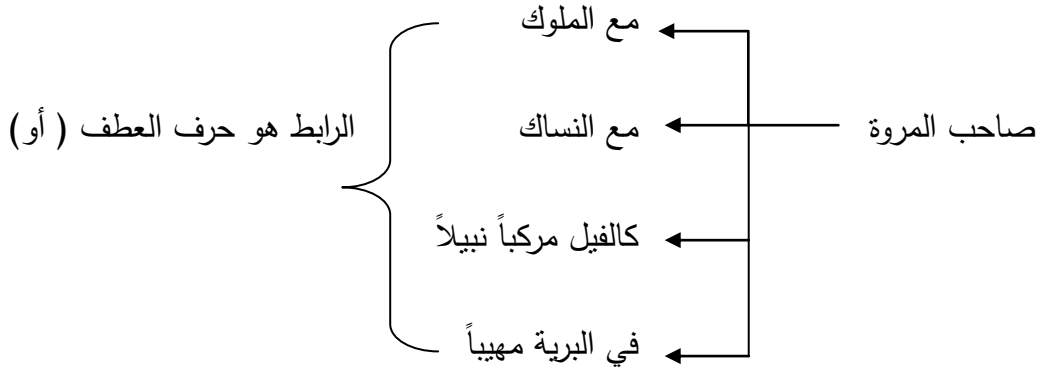 مع الملوك
صاحب المروة
مع النساك
الرابط هو حرف العطف ( أو)
كالفيل مركباً نبيلاً
في البرية مهيباً